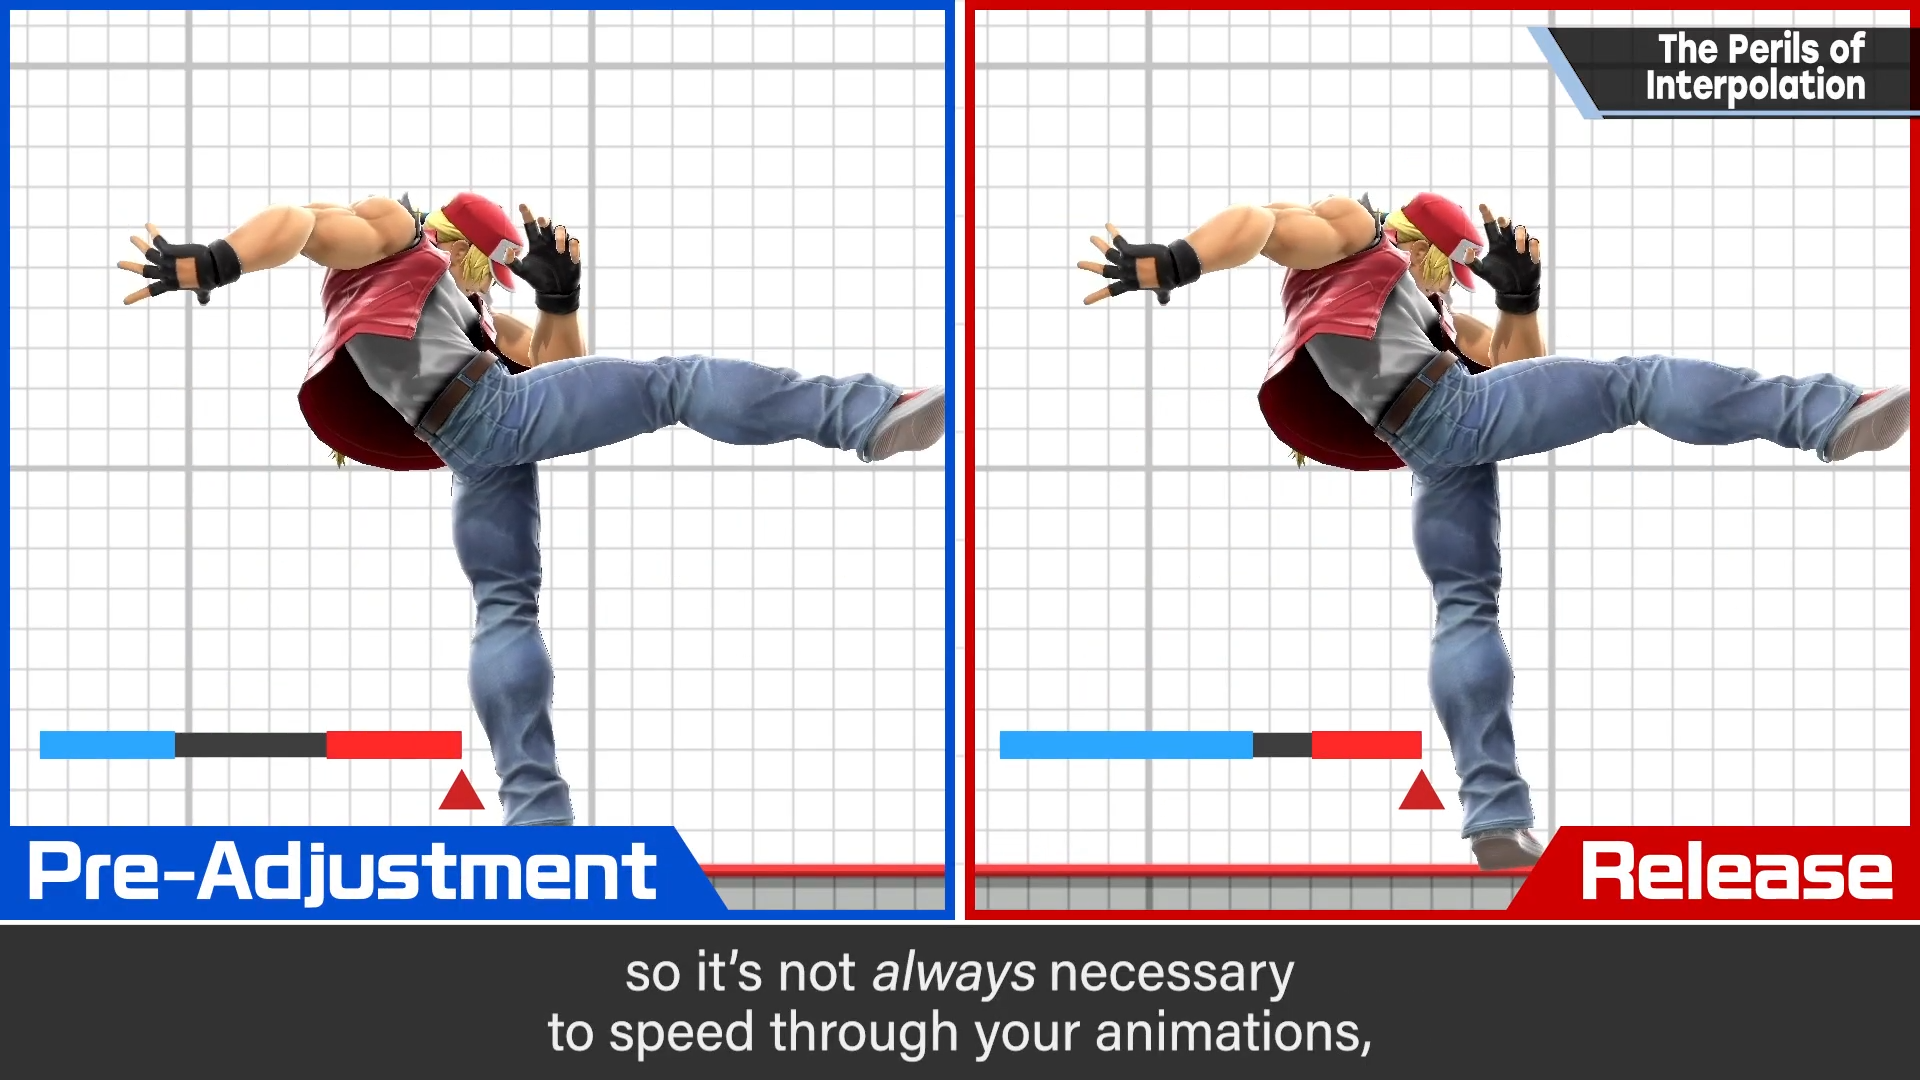 The Perils of
Interpolation
Pre-Adjustment
Release
so it's not always necessary
to speed through your animations,